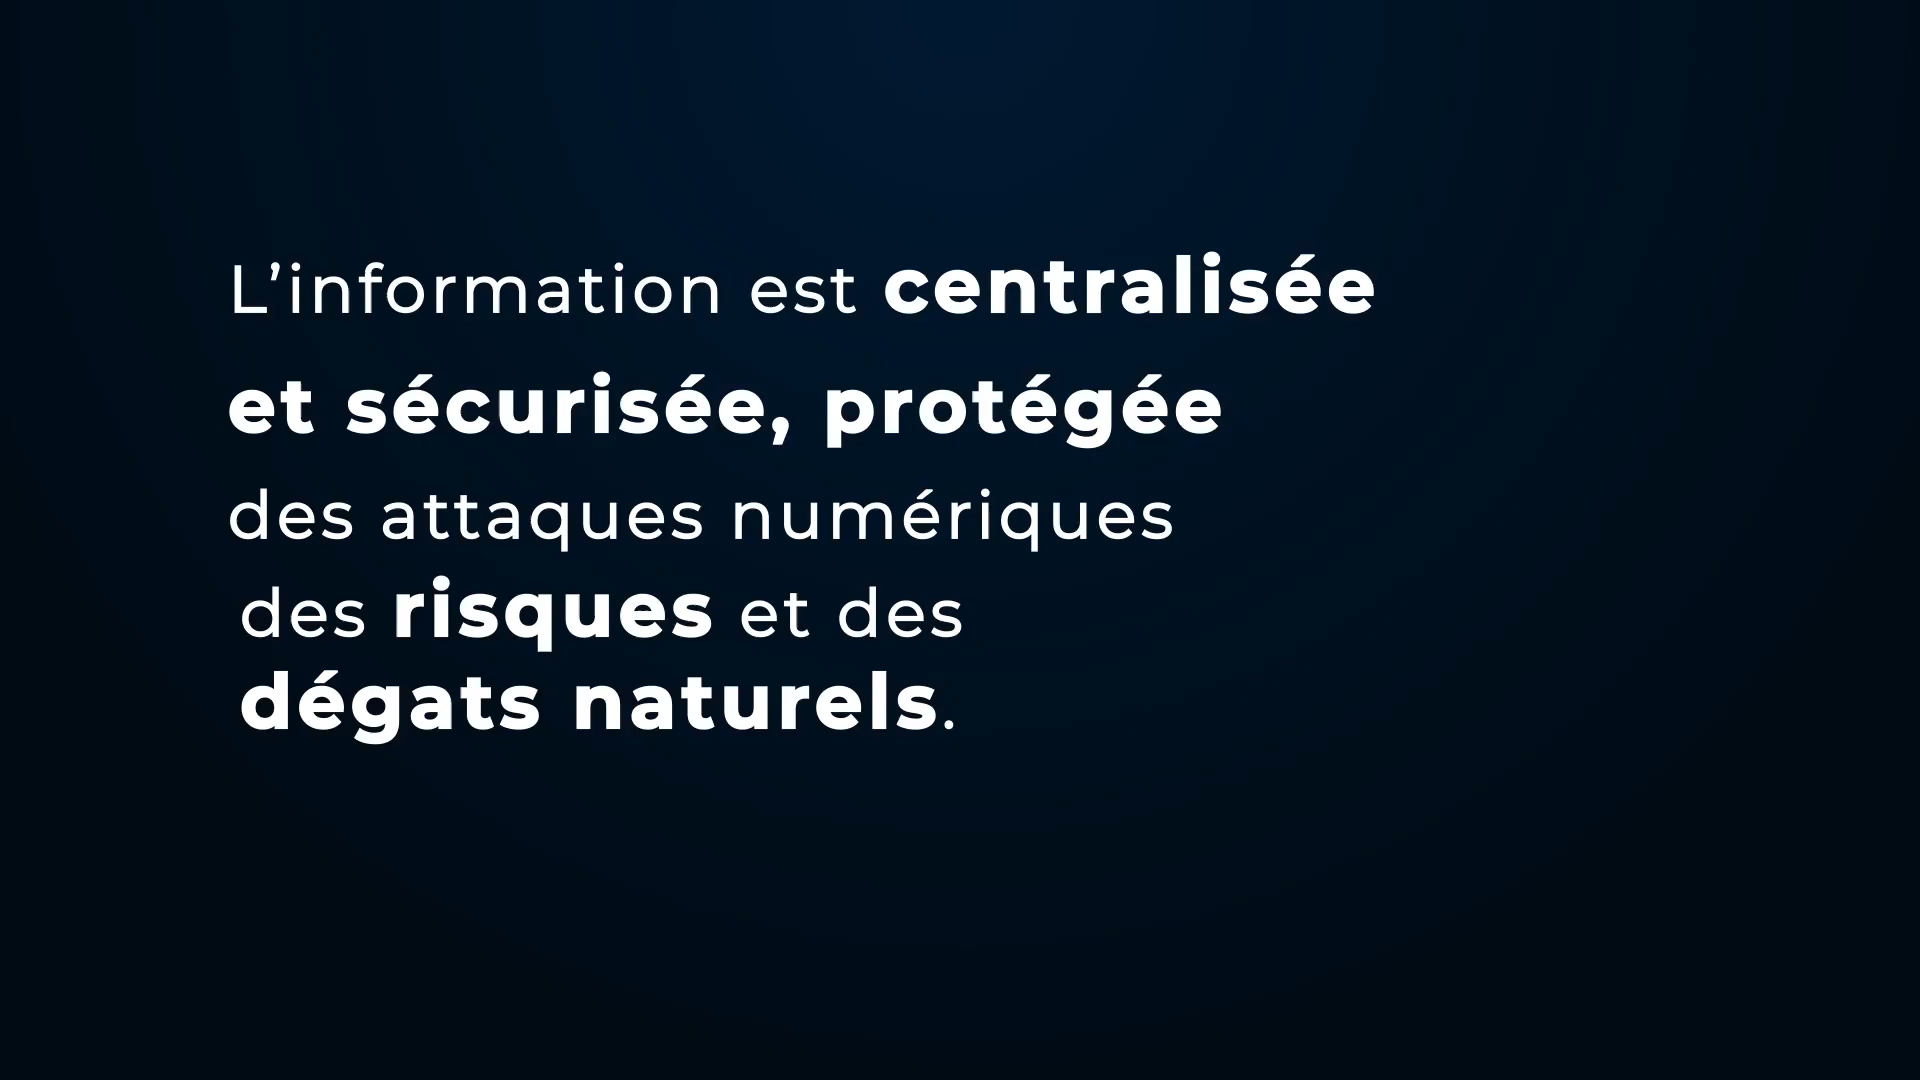 L’information est centralisée
et sécurisée, protégée
des attaques numériques
des risques et des
dégats naturels.